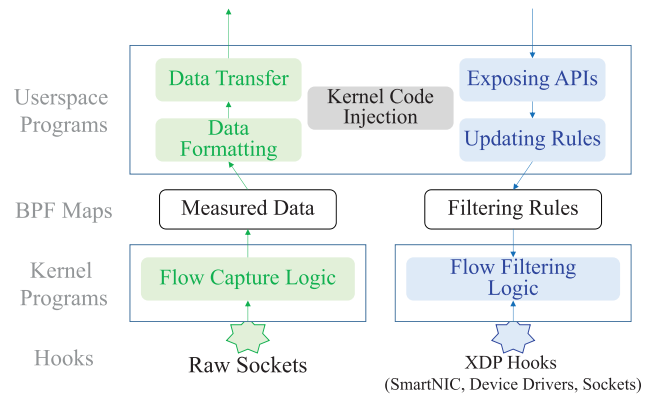 Userspace
Programs
Data Transfer
Data
Formatting
Kernel Code
Injection
Exposing APIs
Updating Rules
BPF Maps
Measured Data
Filtering Rules
Kernel
Programs
Flow Capture Logic
Flow Filtering
Logic
Hooks
Raw Sockets
XDP Hooks
(SmartNIC, Device Drivers, Sockets)